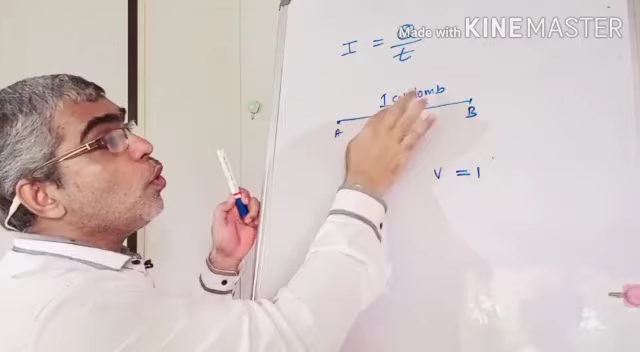 Made with KINEMASTER
I = Q/t
1 coulomb
A B
V = 1